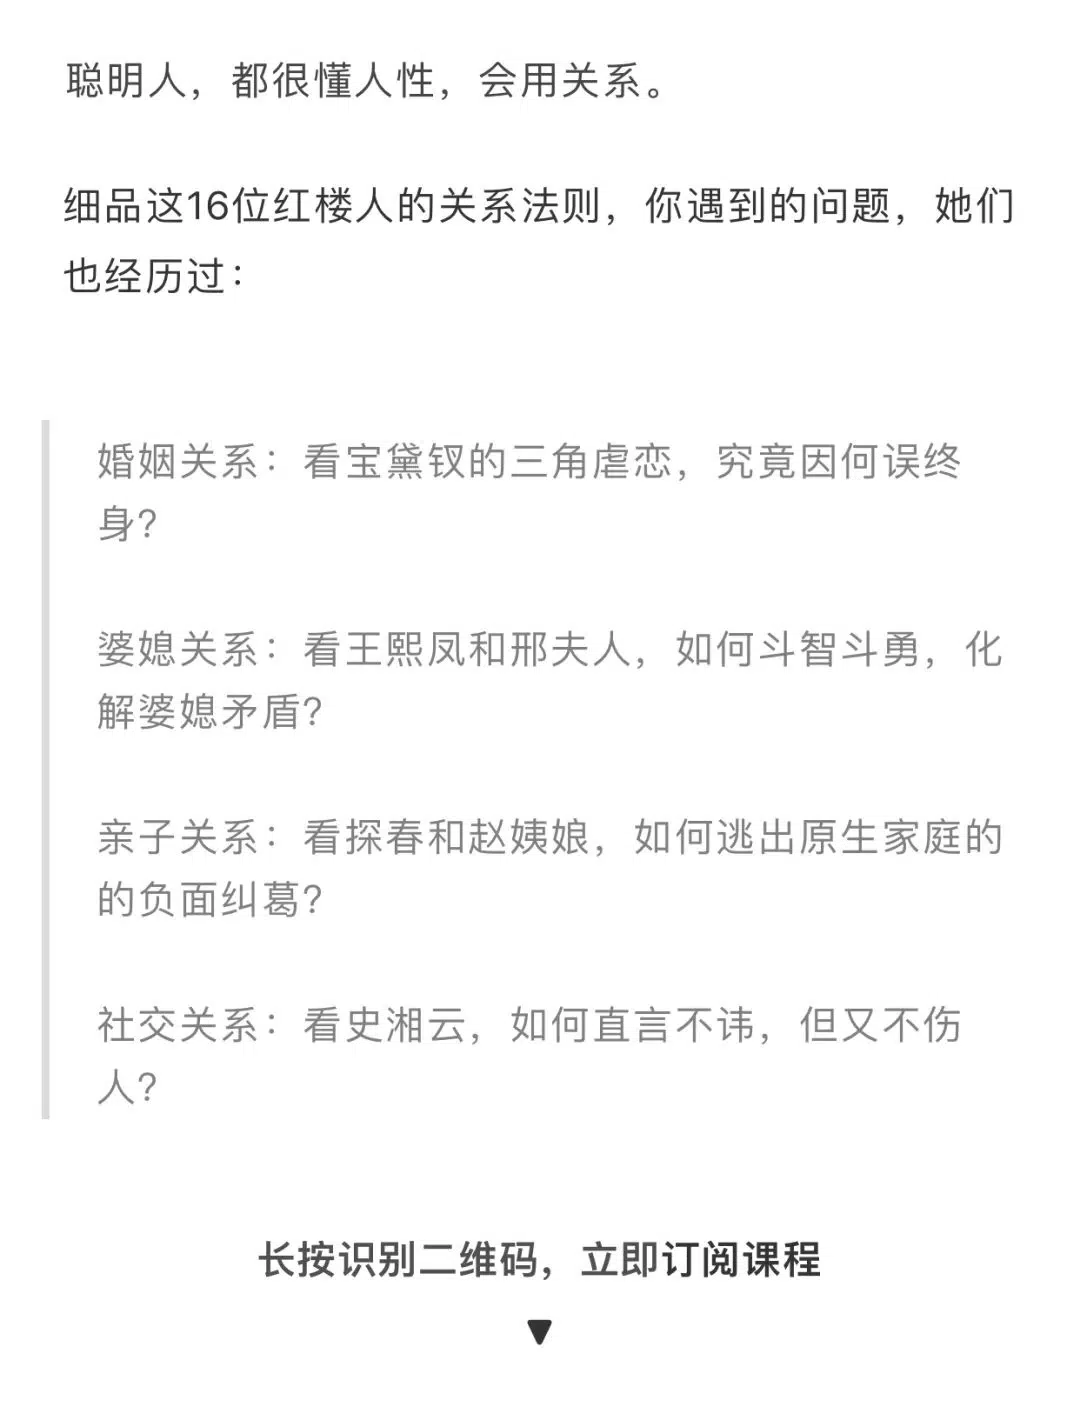 聪明人，都很懂人性，会用关系。
细品这16位红楼人的关系法则，你遇到的问题，她们
也经历过：
婚姻关系：看宝黛钗的三角虐恋，究竟因何误终
身？
婆媳关系：看王熙凤和邢夫人，如何斗智斗勇，化
解婆媳矛盾？
亲子关系：看探春和赵姨娘，如何逃出原生家庭的
的负面纠葛？
社交关系：看史湘云，如何直言不讳，但又不伤
人？
长按识别二维码，立即订阅课程